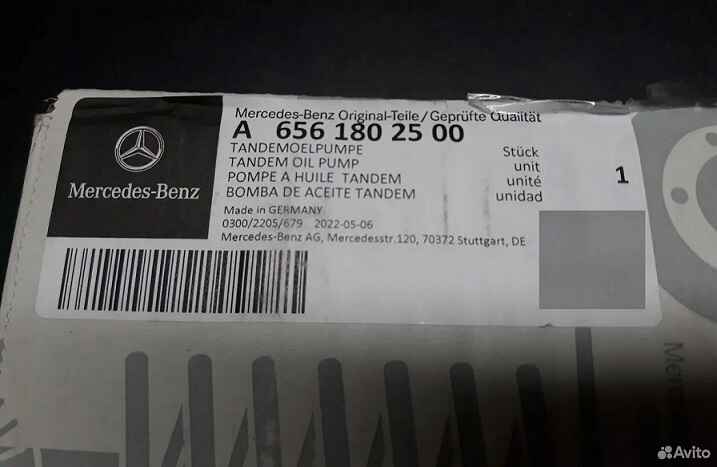 Mercedes-Benz Original-Teile/Geprüfte Qualität
A 656 180 25 00
TANDEMOELPUMPE
TANDEM OIL PUMP
POMPE A HUILE TANDEM
BOMBA DE ACEITE TANDEM
Stück
unit
unité
unidad
1
Mercedes-Benz
Made in GERMANY
0300/2205/679 2022-05-06
Mercedes-Benz AG, Mercedesstr.120, 70372 Stuttgart, DE
Merced
Avito